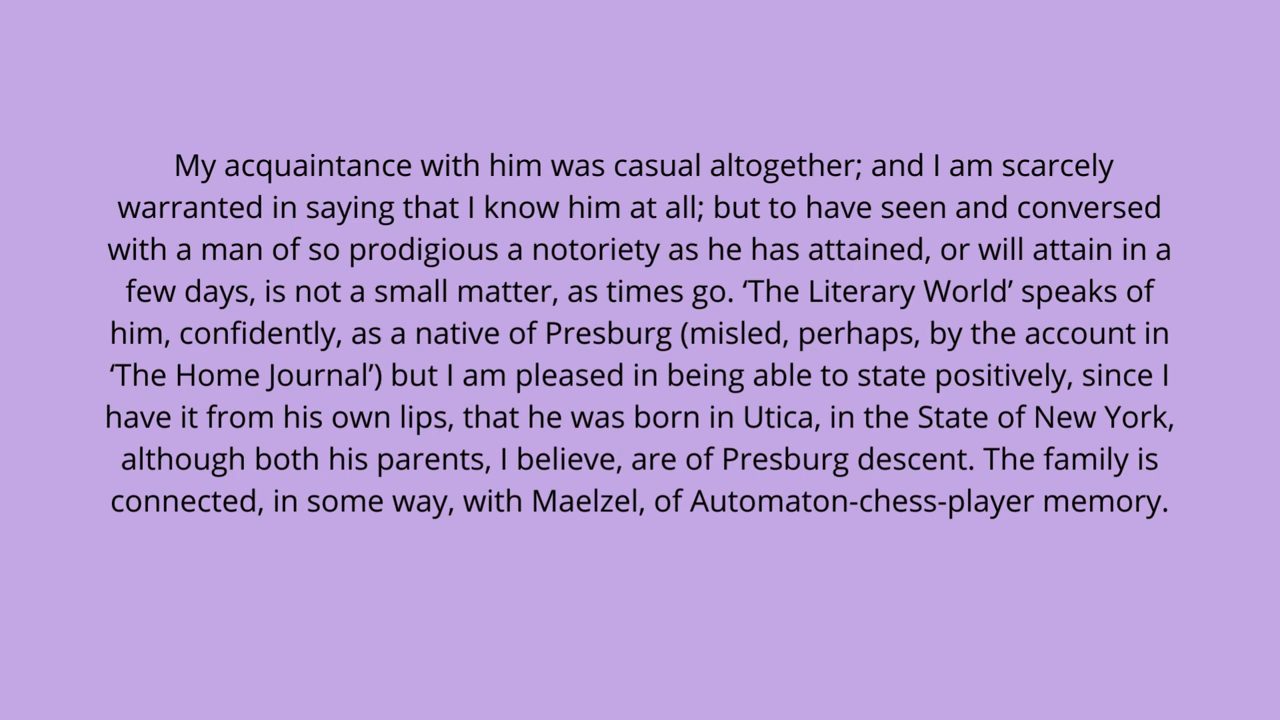 My acquaintance with him was casual altogether; and I am scarcely
warranted in saying that I know him at all; but to have seen and conversed
with a man of so prodigious a notoriety as he has attained, or will attain in a
few days, is not a small matter, as times go. ‘The Literary World’ speaks of
him, confidently, as a native of Presburg (misled, perhaps, by the account in
‘The Home Journal’) but I am pleased in being able to state positively, since I
have it from his own lips, that he was born in Utica, in the State of New York,
although both his parents, I believe, are of Presburg descent. The family is
connected, in some way, with Maelzel, of Automaton-chess-player memory.